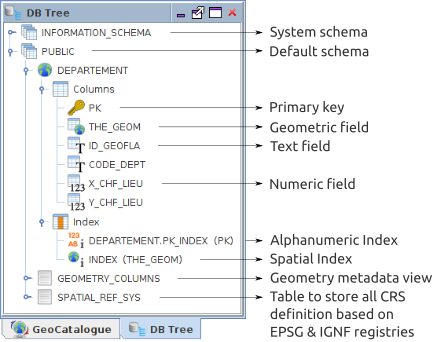 DB Tree
INFORMATION_SCHEMA System schema
PUBLIC Default schema
DEPARTEMENT
Columns
PK Primary key
THE_GEOM Geometric field
T ID_GEOFLA Text field
T CODE_DEPT
123 X_CHF_LIEU Numeric field
123 Y_CHF_LIEU
Index
123 AB i DEPARTEMENT.PK_INDEX (PK) Alphanumeric Index
i INDEX (THE_GEOM) Spatial Index
GEOMETRY_COLUMNS Geometry metadata view
SPATIAL_REF_SYS Table to store all CRS
definition based on
EPSG & IGNF registries
GeoCatalogue DB Tree